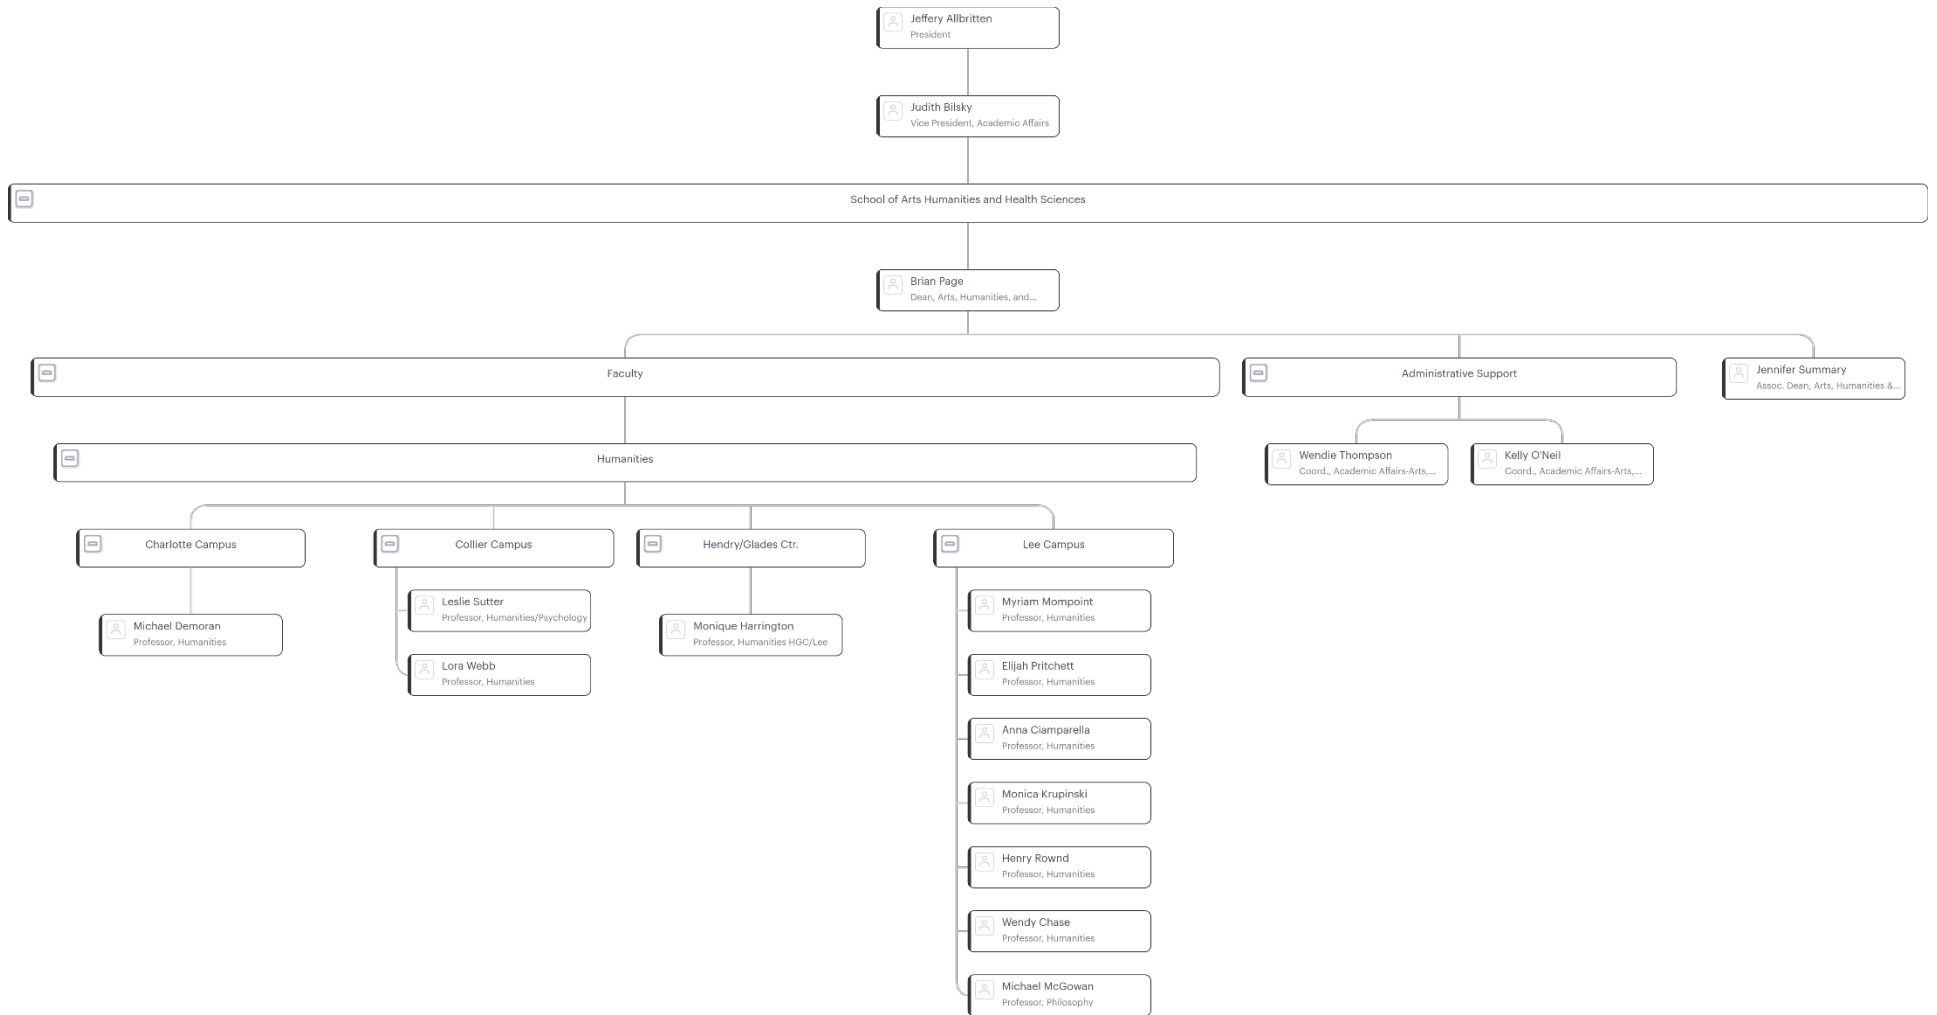 Jeffery Allbritten
President
Judith Bilsky
Vice President, Academic Affairs
School of Arts Humanities and Health Sciences
Brian Page
Dean, Arts, Humanities, and...
Faculty
Administrative Support
Jennifer Summary
Assoc. Dean, Arts, Humanities &...
Humanities
Wendie Thompson
Coord., Academic Affairs-Arts,...
Kelly O'Neil
Coord., Academic Affairs-Arts,...
Charlotte Campus
Collier Campus
Hendry/Glades Ctr.
Lee Campus
Michael Demoran
Professor, Humanities
Leslie Sutter
Professor, Humanities/Psychology
Lora Webb
Professor, Humanities
Monique Harrington
Professor, Humanities HGC/Lee
Myriam Mompoint
Professor, Humanities
Elijah Pritchett
Professor, Humanities
Anna Ciamparella
Professor, Humanities
Monica Krupinski
Professor, Humanities
Henry Rownd
Professor, Humanities
Wendy Chase
Professor, Humanities
Michael McGowan
Professor, Philosophy